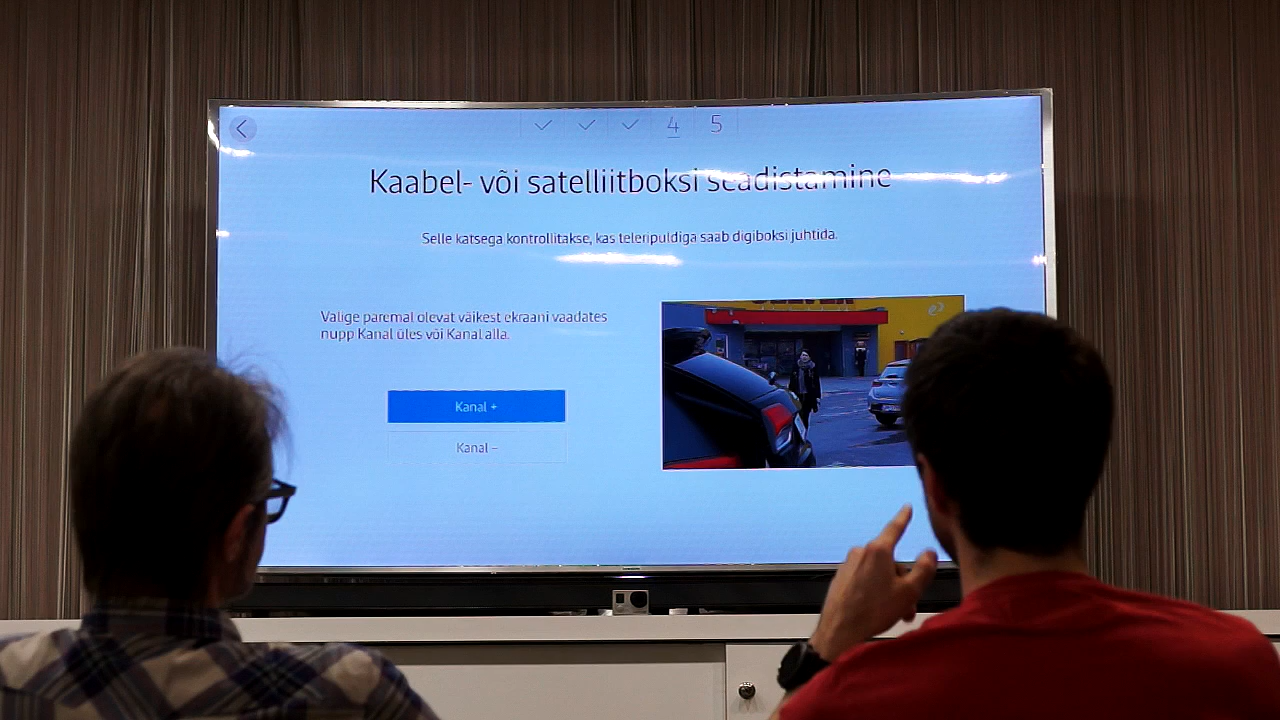 4 5
Kaabel- või satelliitboksi seadistamine
Selle katsega kontrollitakse, kas teleripuldiga saab digiboksi juhtida.
Valige paremal olevat väikest ekraani vaadates
nupp Kanal üles või Kanal alla.
Kanal +
Kanal –